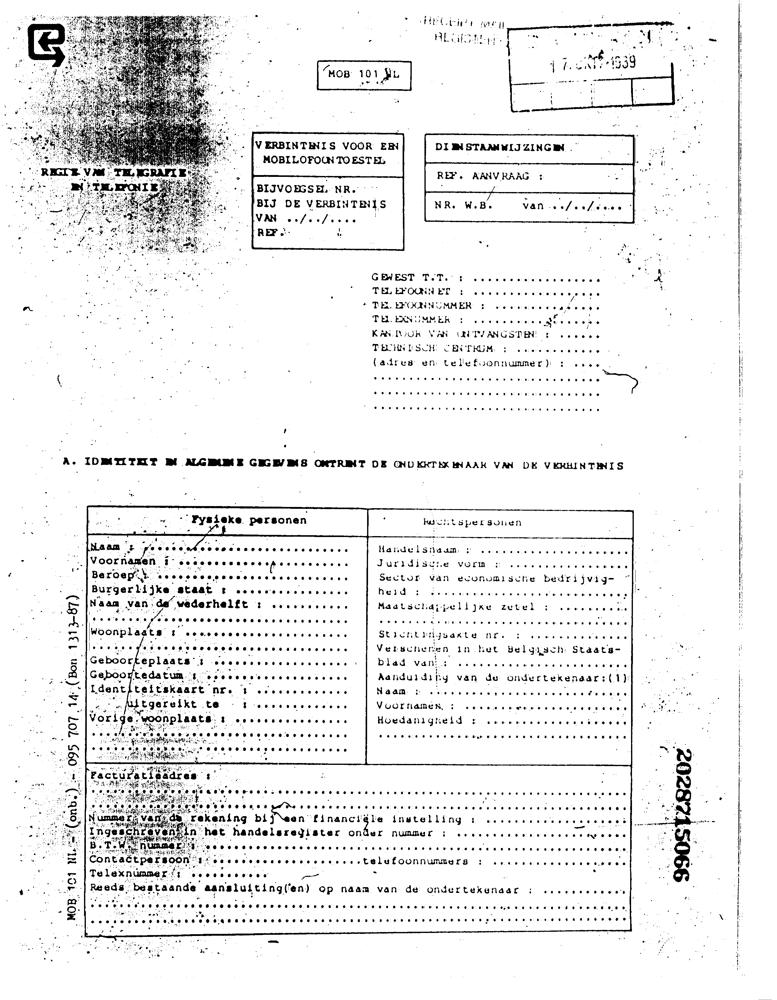 MOB 101 NL
REGIE VAN TELEGRAFIE
EN TELEFONIE
VERBINTENIS VOOR EEN
MOBILOFOONTOESTEL
BIJVOEGSEL NR.
BIJ DE VERBINTENIS
VAN ../../....
REF.
DIENSTAANWIJZINGEN
REF. AANVRAAG :
NR. W.B. van ../../....
GEWEST T.T. : ..................
TELEFOONNET : ..................
TELEFOONNUMMER : ...............
TELEXNUMMER : ..................
KANTOOR VAN ONTVANGSTEN : .........
TECHNISCH CENTRUM : ............
(adres en telefoonnummer) : ....
................................
................................
................................
A. IDENTITEIT EN ALGEMENE GEGEVENS OMTRENT DE ONDERTEKENAAR VAN DE VERBINTENIS
Fysieke personen
Naam : ............................
Voornamen : .......................
Beroep : ..........................
Burgerlijke staat : ...............
Naam van de wederhelft : ..........
...................................
Woonplaats : ......................
...................................
Geboorteplaats : ..................
Geboortedatum : ...................
Identiteitskaart nr. : ............
uitgereikt te : ............
Vorige woonplaats : ...............
...................................
...................................
Rechtspersonen
Handelsnaam : .....................
Juridische vorm : .................
Sector van economische bedrijvig-
heid : ............................
Maatschappelijke zetel : ..........
...................................
Stichtingsakte nr. : ..............
Verschenen in het Belgisch Staats-
blad van : ........................
Aanduiding van de ondertekenaar:(1)
Naam : ............................
Voornamen : .......................
Hoedanigheid : ....................
...................................
Facturatieadres :
...................................
...................................
Nummer van de rekening bij een financiële instelling : ....................
Ingeschreven in het handelsregister onder nummer : ........................
B.T.W. nummer : ...................
Contactpersoon : .....................telefoonnummers : ...................
Telexnummer : ..........
Reeds bestaande aansluiting(en) op naam van de ondertekenaar : ............
...................................
...................................
MOB 101 NL - (onb.) - 095 707 14 (Bon 1313-87)
2028715066